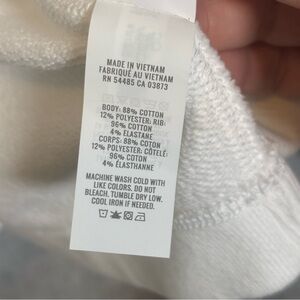 MADE IN VIETNAM
FABRIQUÉ AU VIETNAM
RN 54485 CA 03873
BODY: 88% COTTON
12% POLYESTER: RIB:
96% COTTON
4% ELASTANE
CORPS: 88% COTON
12% POLYESTER: CÔTELÉ:
96% COTON
4% ÉLASTHANNE
MACHINE WASH COLD WITH
LIKE COLORS. DO NOT
BLEACH. TUMBLE DRY LOW.
COOL IRON IF NEEDED.